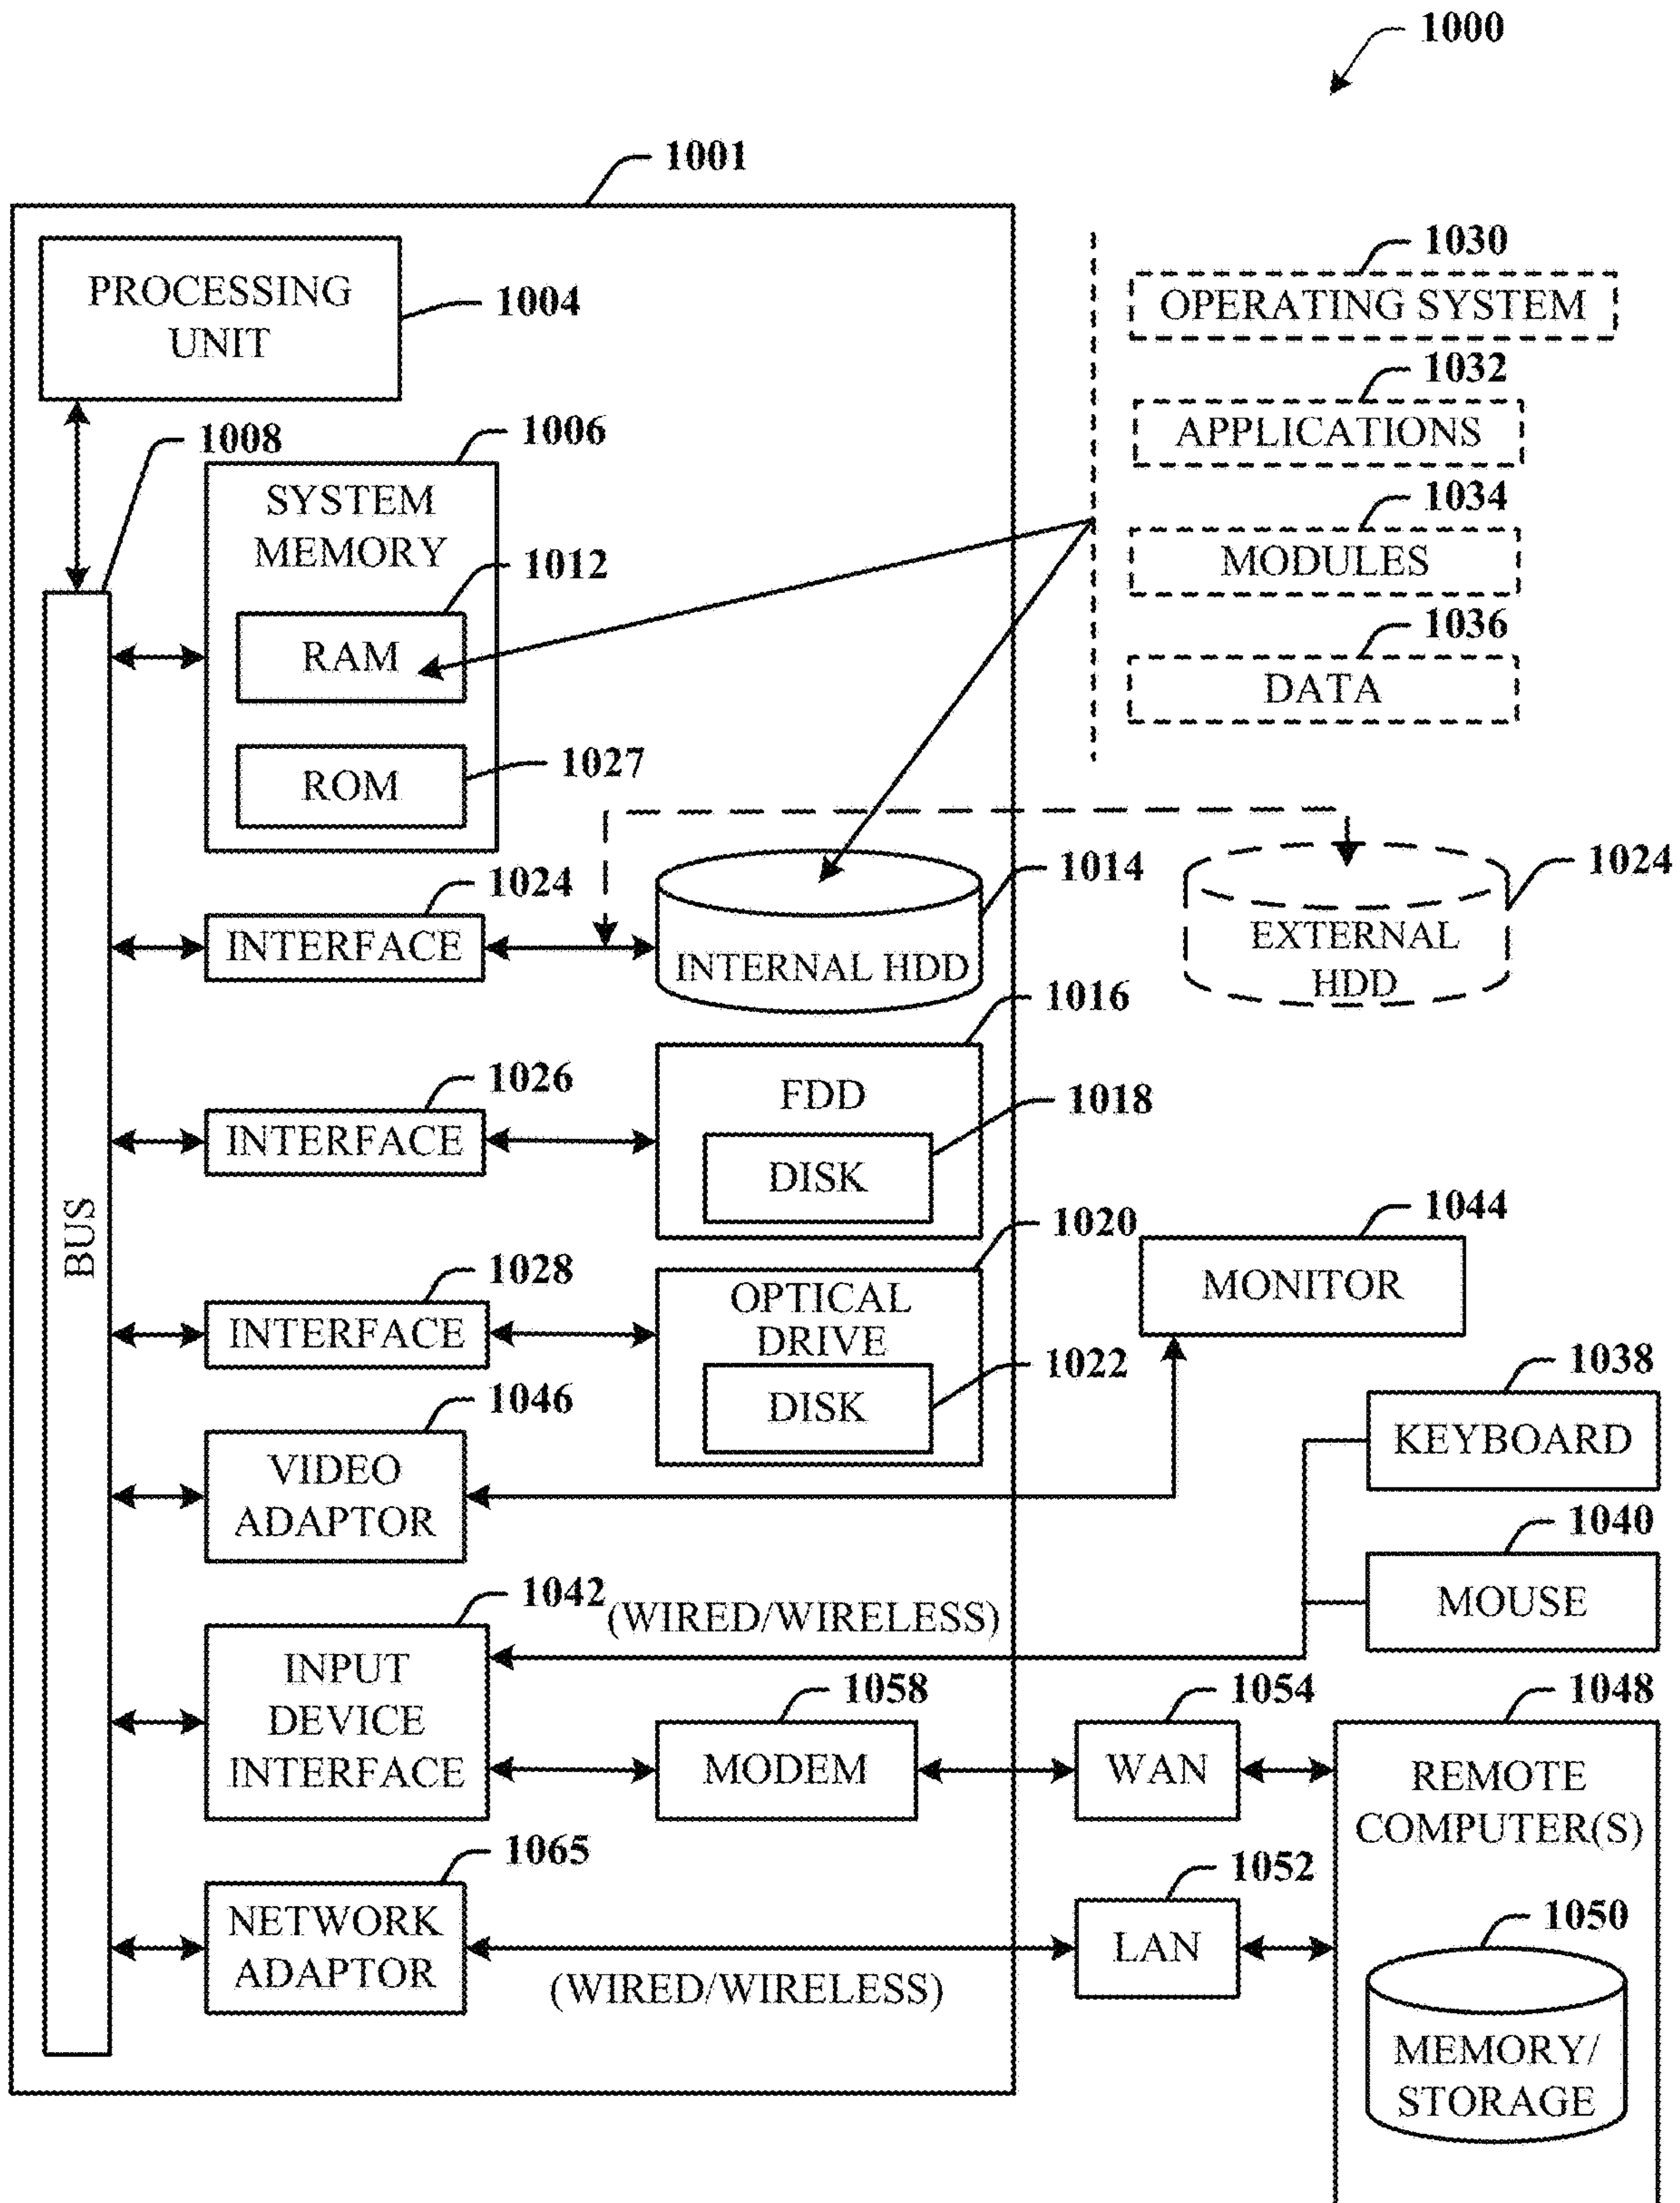 1000
1001
PROCESSING
UNIT
1004
1030
OPERATING SYSTEM
1032
APPLICATIONS
1034
MODULES
1036
DATA
1008
1006
SYSTEM
MEMORY
1012
RAM
ROM
1027
1024
INTERFACE
1014
INTERNAL HDD
1024
EXTERNAL
HDD
1016
FDD
1026
INTERFACE
1018
DISK
BUS
1020
OPTICAL
DRIVE
1028
INTERFACE
1022
DISK
1044
MONITOR
1046
VIDEO
ADAPTOR
1038
KEYBOARD
1040
MOUSE
1042
(WIRED/WIRELESS)
INPUT
DEVICE
INTERFACE
1058
MODEM
1054
WAN
1048
REMOTE
COMPUTER(S)
1065
NETWORK
ADAPTOR
(WIRED/WIRELESS)
1052
LAN
1050
MEMORY/
STORAGE